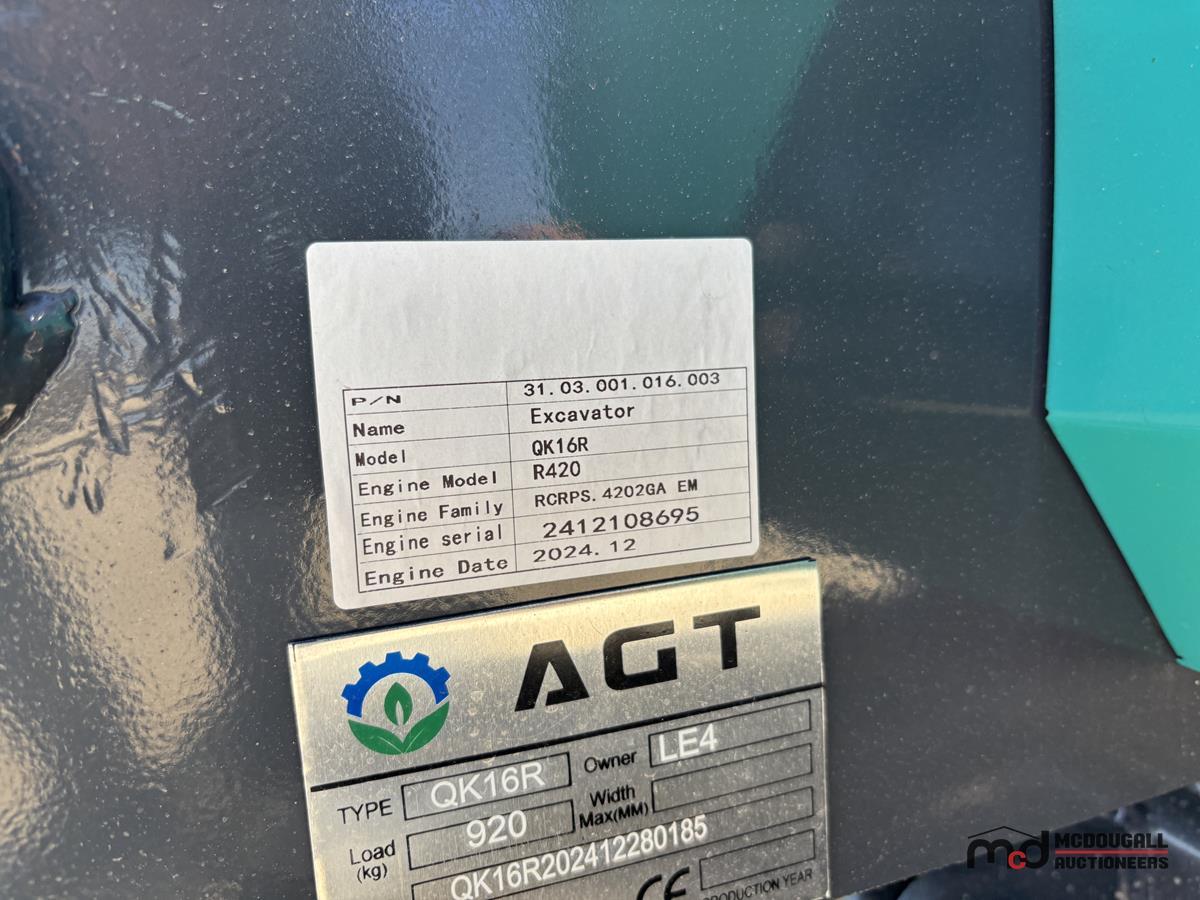 P/N 31.03.001.016.003
Name Excavator
Model QK16R
Engine Model R420
Engine Family RCRPS.4202GA EM
Engine serial 2412108695
Engine Date 2024.12
AGT
TYPE QK16R Owner LE4
Load (kg) 920 Width Max(MM)
QK16R202412280185
CE PRODUCTION YEAR
mcd MCDOUGALL AUCTIONEERS